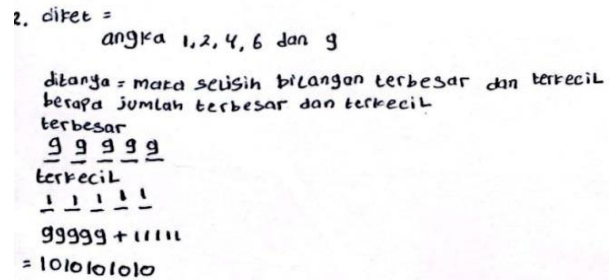 2. diket =
angka 1, 2, 4, 6 dan 9
ditanya = maka selisih bilangan terbesar dan terkecil
berapa jumlah terbesar dan terkecil
terbesar
9 9 9 9 9
terkecil
1 1 1 1 1
99999 + 11111
= 1010101010